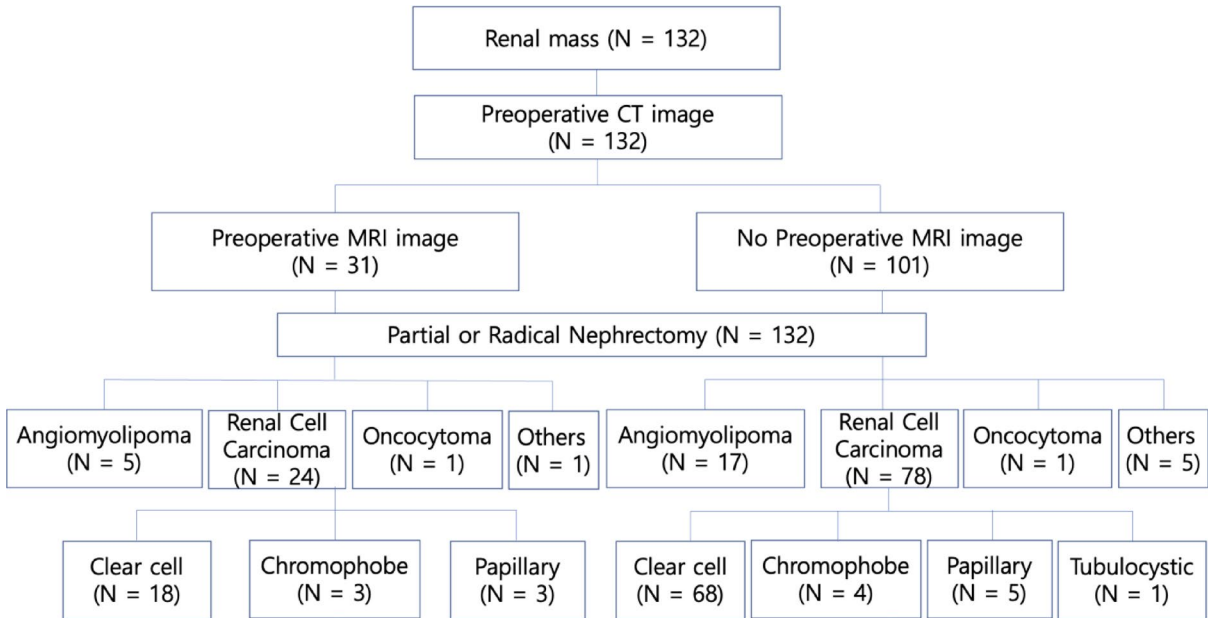 Renal mass (N = 132)
Preoperative CT image
(N = 132)
Preoperative MRI image
(N = 31)
No Preoperative MRI image
(N = 101)
Partial or Radical Nephrectomy (N = 132)
Angiomyolipoma
(N = 5)
Renal Cell
Carcinoma
(N = 24)
Oncocytoma
(N = 1)
Others
(N = 1)
Angiomyolipoma
(N = 17)
Renal Cell
Carcinoma
(N = 78)
Oncocytoma
(N = 1)
Others
(N = 5)
Clear cell
(N = 18)
Chromophobe
(N = 3)
Papillary
(N = 3)
Clear cell
(N = 68)
Chromophobe
(N = 4)
Papillary
(N = 5)
Tubulocystic
(N = 1)